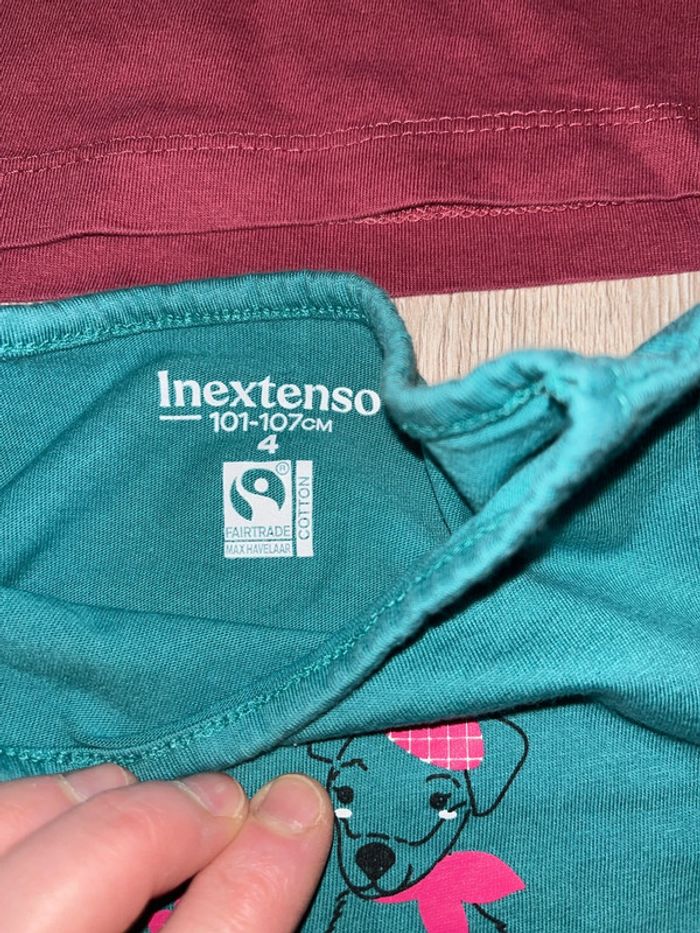 Inextenso
101-107CM
4
®
FAIRTRADE
MAX HAVELAAR
COTTON